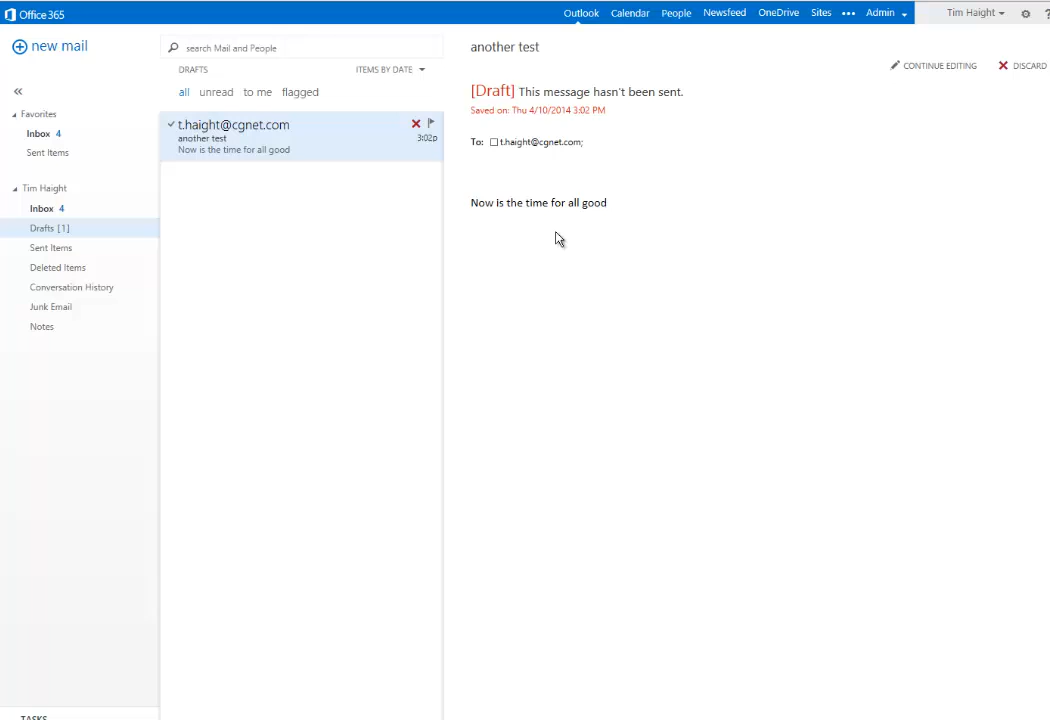 Office 365
Outlook Calendar People Newsfeed OneDrive Sites ••• Admin Tim Haight ?
new mail
«
Favorites
Inbox 4
Sent Items
Tim Haight
Inbox 4
Drafts [1]
Sent Items
Deleted Items
Conversation History
Junk Email
Notes
TASKS
search Mail and People
DRAFTS ITEMS BY DATE
all unread to me flagged
t.haight@cgnet.com
another test 3:02p
Now is the time for all good
another test
CONTINUE EDITING DISCARD
[Draft] This message hasn't been sent.
Saved on: Thu 4/10/2014 3:02 PM
To: t.haight@cgnet.com;
Now is the time for all good